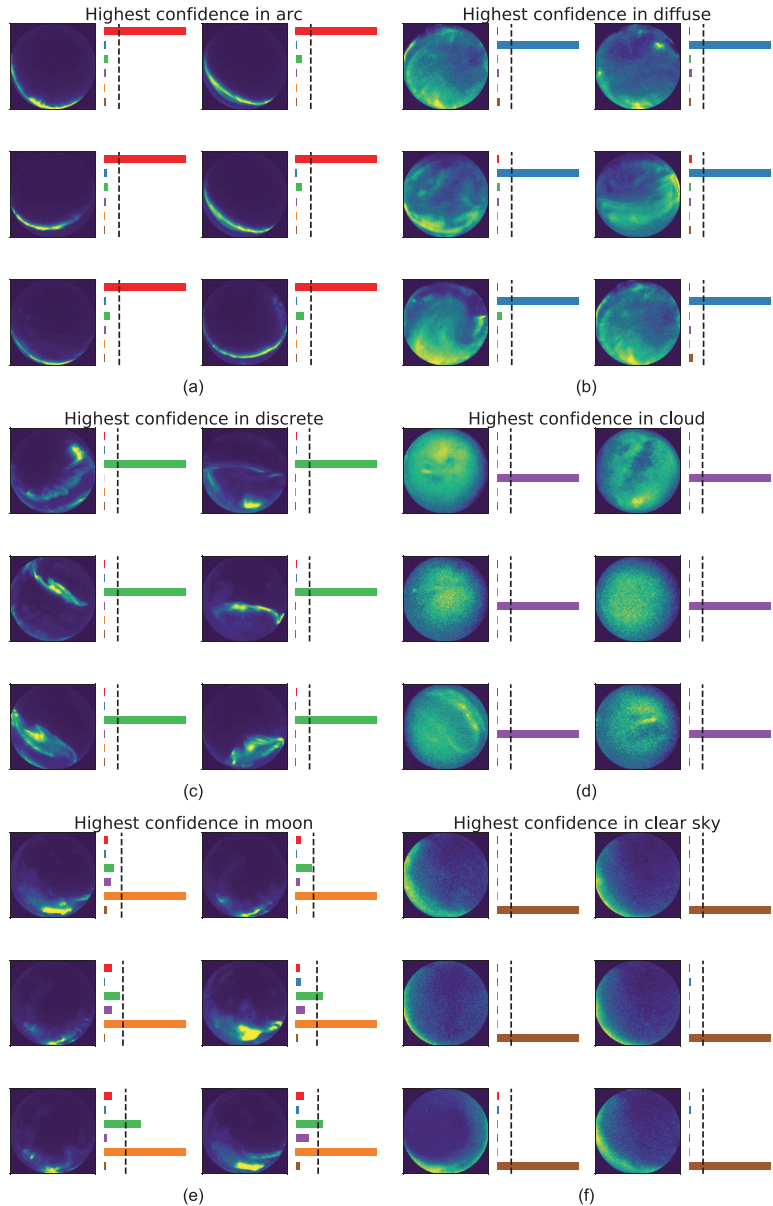 Highest confidence in arc
Highest confidence in diffuse
(a)
(b)
Highest confidence in discrete
Highest confidence in cloud
(c)
(d)
Highest confidence in moon
Highest confidence in clear sky
(e)
(f)